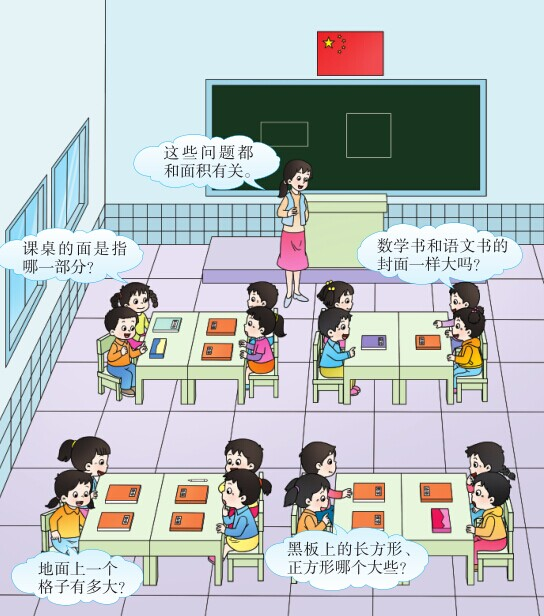 这些问题都
和面积有关。
课桌的面是指
哪一部分？
数学书和语文书的
封面一样大吗？
地面上一个
格子有多大？
黑板上的长方形、
正方形哪个大些？